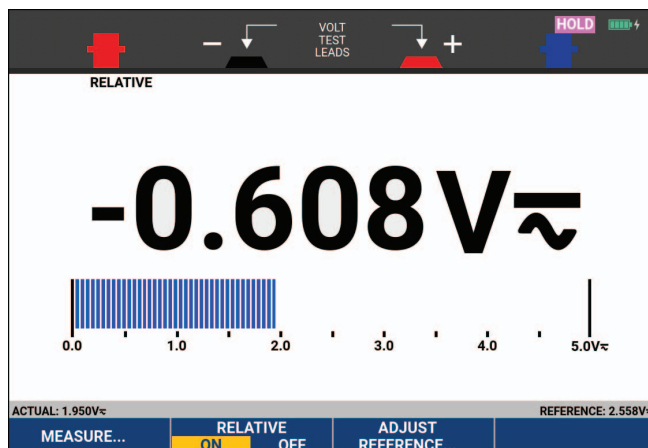 VOLT
TEST
LEADS
− +
HOLD
RELATIVE
-0.608 V⏦
0.0 1.0 2.0 3.0 4.0 5.0V⏦
ACTUAL: 1.950V⏦ REFERENCE: 2.558V⏦
MEASURE...
RELATIVE
ON OFF
ADJUST
REFERENCE...